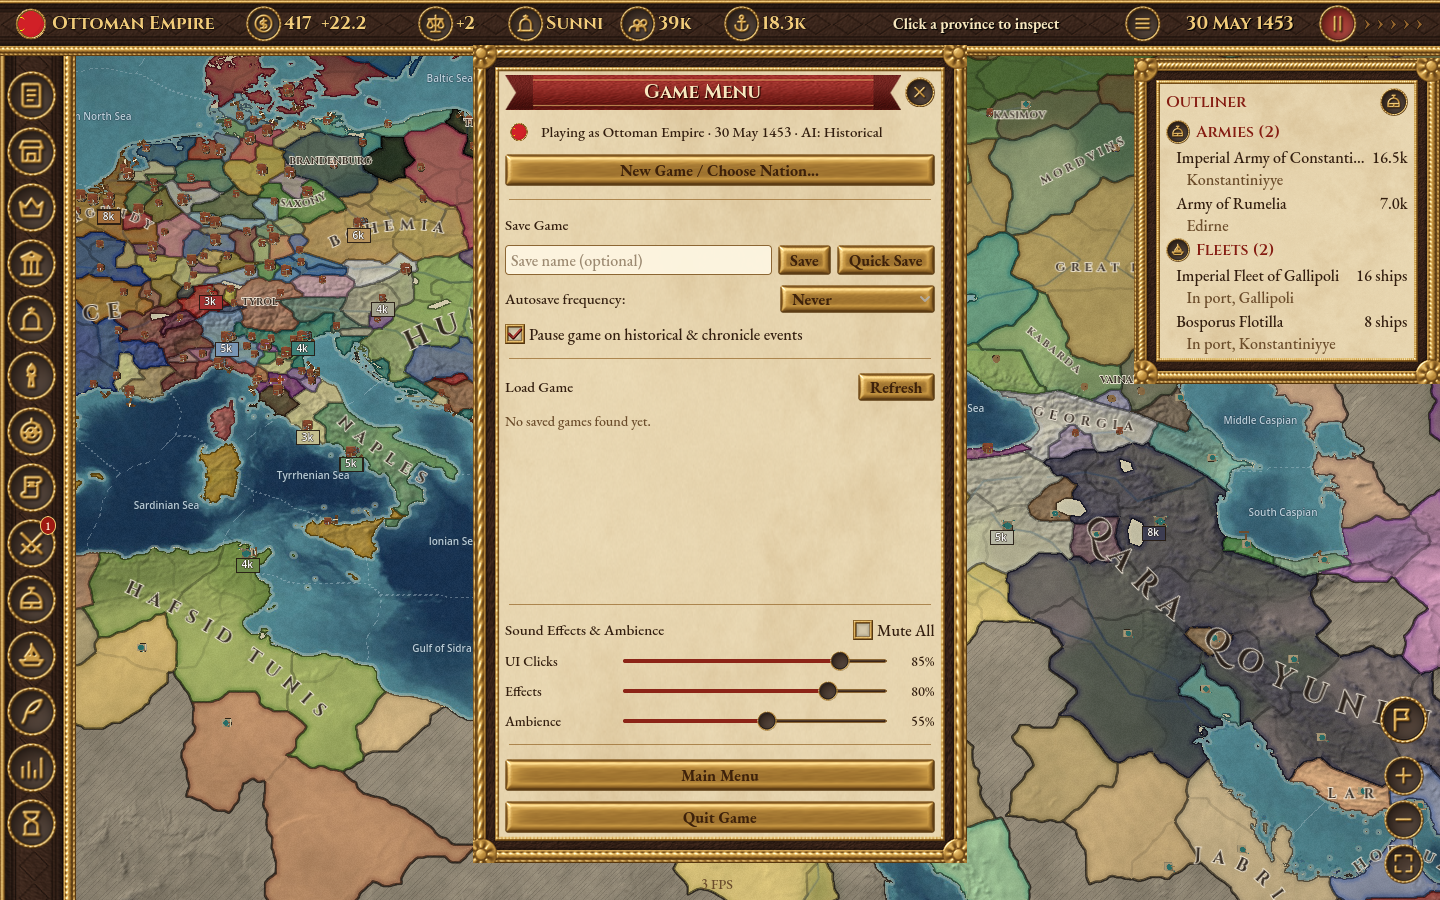 Ottoman Empire
417 +22.2
+2
Sunni
39k
18.3k
Click a province to inspect
30 May 1453
Game Menu
Playing as Ottoman Empire · 30 May 1453 · AI: Historical
New Game / Choose Nation...
Save Game
Save name (optional)
Save
Quick Save
Autosave frequency:
Never
Pause game on historical & chronicle events
Load Game
Refresh
No saved games found yet.
Sound Effects & Ambience
Mute All
UI Clicks
85%
Effects
80%
Ambience
55%
Main Menu
Quit Game
3 FPS
Outliner
Armies (2)
Imperial Army of Constanti... 16.5k
Konstantiniyye
Army of Rumelia 7.0k
Edirne
Fleets (2)
Imperial Fleet of Gallipoli 16 ships
In port, Gallipoli
Bosporus Flotilla 8 ships
In port, Konstantiniyye
1
Baltic Sea
n North Sea
BRANDENBURG
SAXONY
8k
6k
BOHEMIA
3k
TYROL
4k
CE
HU
5k
4k
NAPLES
3k
5k
Tyrrhenian Sea
Sardinian Sea
Ionian Se
4k
HAFSID TUNIS
Gulf of Sidra
KASIMOV
MORDVINS
GREAT
KABARDA
VAINA
Sea
GEORGIA
Middle Caspian
South Caspian
5k
8k
QARA QOYUNL
LAR
JABRI